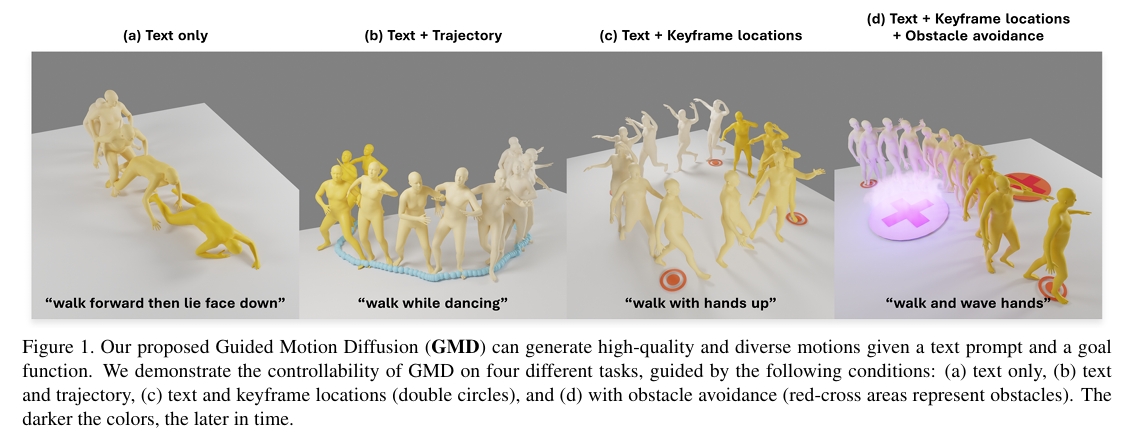 (a) Text only
(b) Text + Trajectory
(c) Text + Keyframe locations
(d) Text + Keyframe locations
+ Obstacle avoidance
“walk forward then lie face down”
“walk while dancing”
“walk with hands up”
“walk and wave hands”
Figure 1. Our proposed Guided Motion Diffusion (GMD) can generate high-quality and diverse motions given a text prompt and a goal
function. We demonstrate the controllability of GMD on four different tasks, guided by the following conditions: (a) text only, (b) text
and trajectory, (c) text and keyframe locations (double circles), and (d) with obstacle avoidance (red-cross areas represent obstacles). The
darker the colors, the later in time.